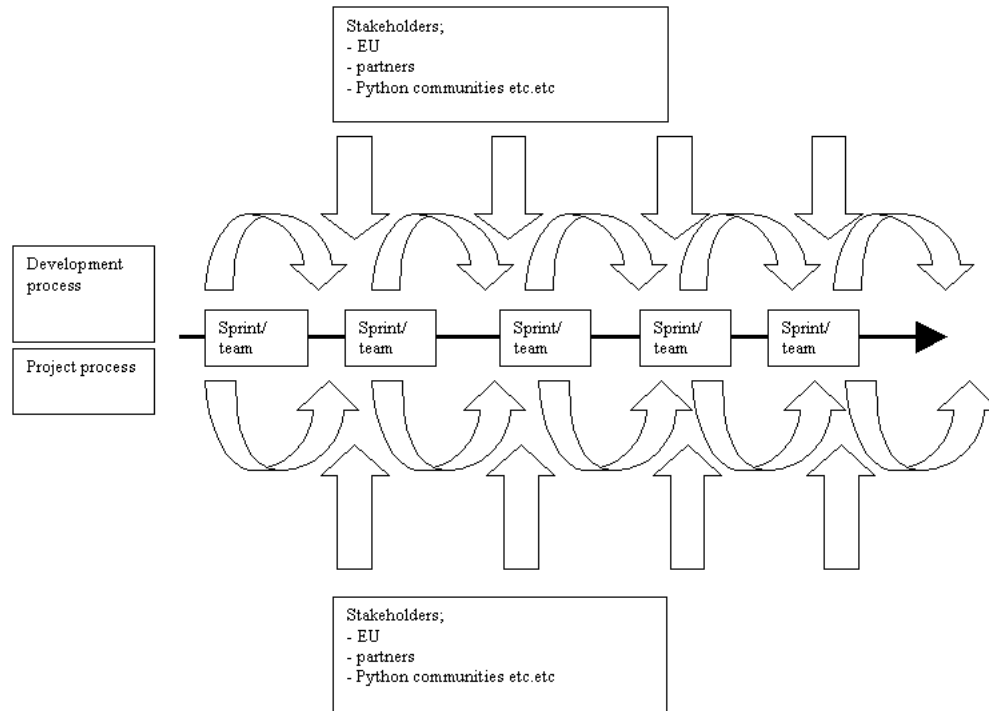 Stakeholders;
- EU
- partners
- Python communities etc.etc
Development
process
Project process
Sprint/
team
Sprint/
team
Sprint/
team
Sprint/
team
Sprint/
team
Stakeholders;
- EU
- partners
- Python communities etc.etc